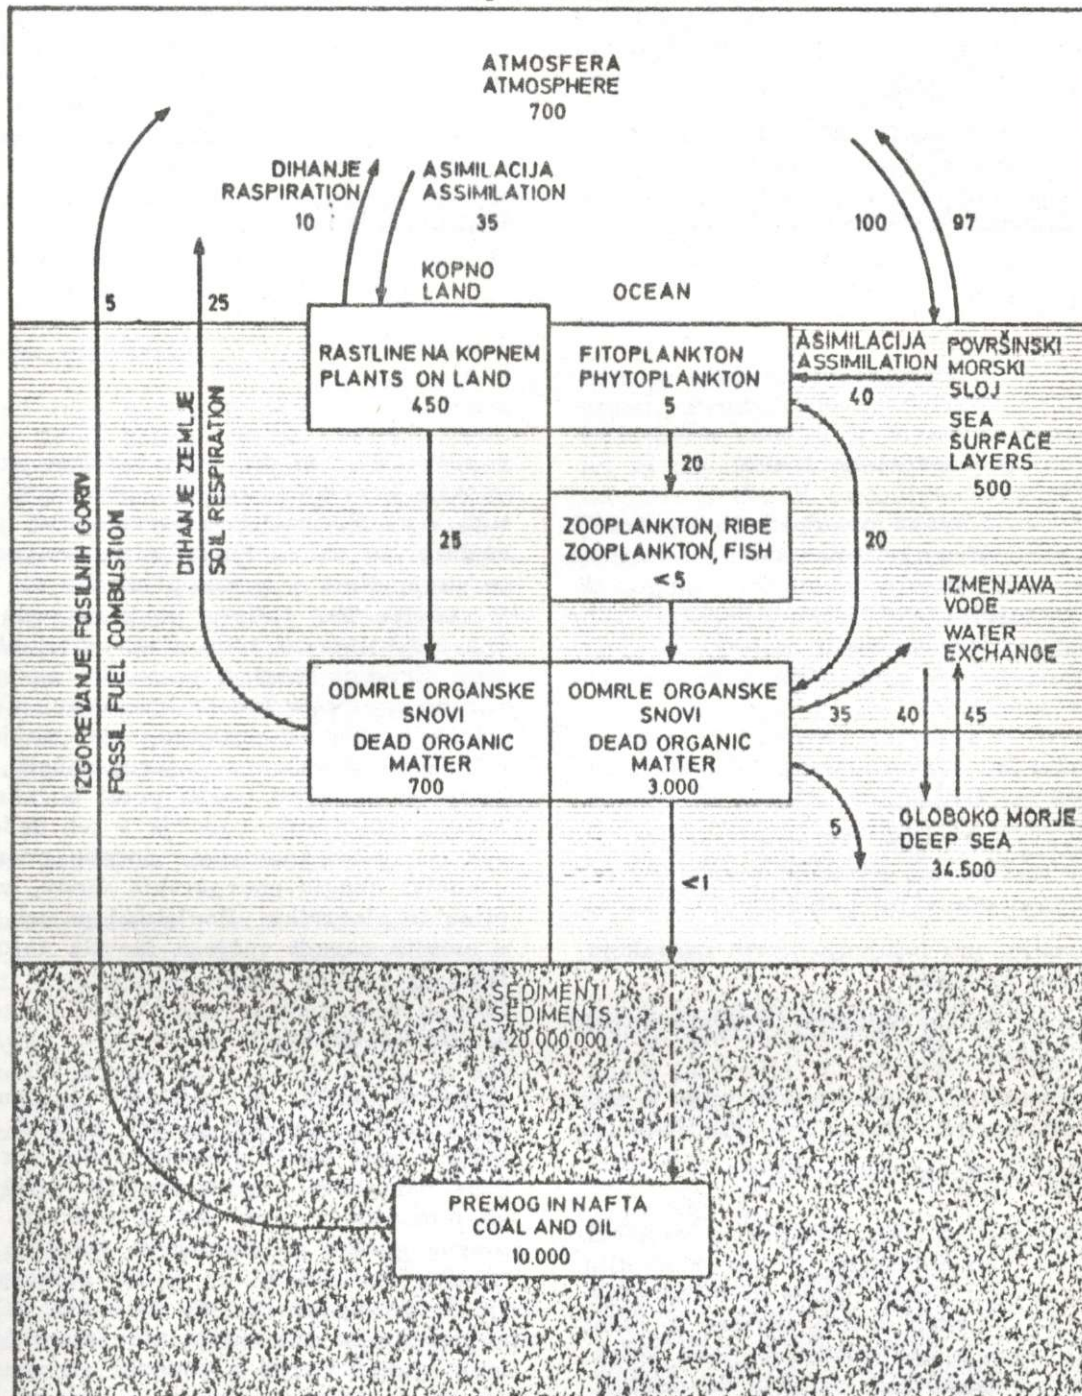 ATMOSFERA
ATMOSPHERE
700
DIHANJE
RASPIRATION
10
ASIMILACIJA
ASSIMILATION
35
100
97
KOPNO
LAND
OCEAN
5
25
RASTLINE NA KOPNEM
PLANTS ON LAND
450
FITOPLANKTON
PHYTOPLANKTON
5
ASIMILACIJA
ASSIMILATION
40
POVRŠINSKI
MORSKI
SLOJ
SEA
ŠURFACE
LAYERS
500
20
25
ZOOPLANKTON, RIBE
ZOOPLANKTON, FISH
<5
20
IZMENJAVA
VODE
WATER
EXCHANGE
IZGOREVANJE FOSILNIH GORIV
FOSSIL FUEL COMBUSTION
DIHANJE ZEMLJE
SOIL RESPIRATION
ODMRLE ORGANSKE
SNOVI
DEAD ORGANIC
MATTER
700
ODMRLE ORGANSKE
SNOVI
DEAD ORGANIC
MATTER
3.000
35
40
45
5
GLOBOKO MORJE
DEEP SEA
34.500
<1
SEDIMENTI
SEDIMENTS
20 000 000
PREMOG IN NAFTA
COAL AND OIL
10.000